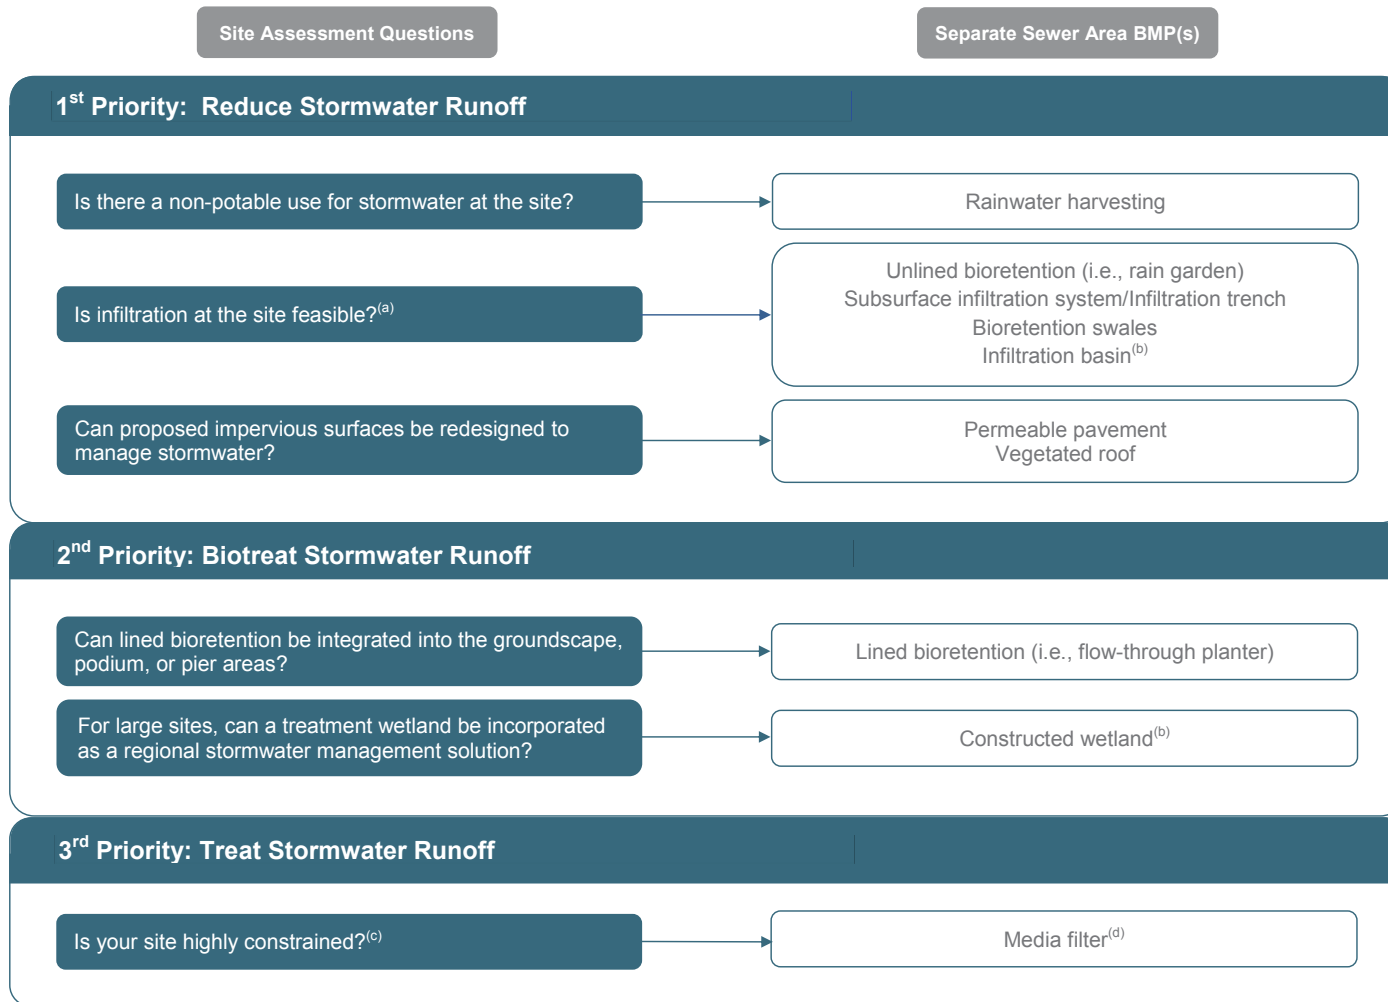 Site Assessment Questions
Separate Sewer Area BMP(s)
1st Priority: Reduce Stormwater Runoff
Is there a non-potable use for stormwater at the site?
Rainwater harvesting
Is infiltration at the site feasible?(a)
Unlined bioretention (i.e., rain garden)
Subsurface infiltration system/Infiltration trench
Bioretention swales
Infiltration basin(b)
Can proposed impervious surfaces be redesigned to
manage stormwater?
Permeable pavement
Vegetated roof
2nd Priority: Biotreat Stormwater Runoff
Can lined bioretention be integrated into the groundscape,
podium, or pier areas?
Lined bioretention (i.e., flow-through planter)
For large sites, can a treatment wetland be incorporated
as a regional stormwater management solution?
Constructed wetland(b)
3rd Priority: Treat Stormwater Runoff
Is your site highly constrained?(c)
Media filter(d)